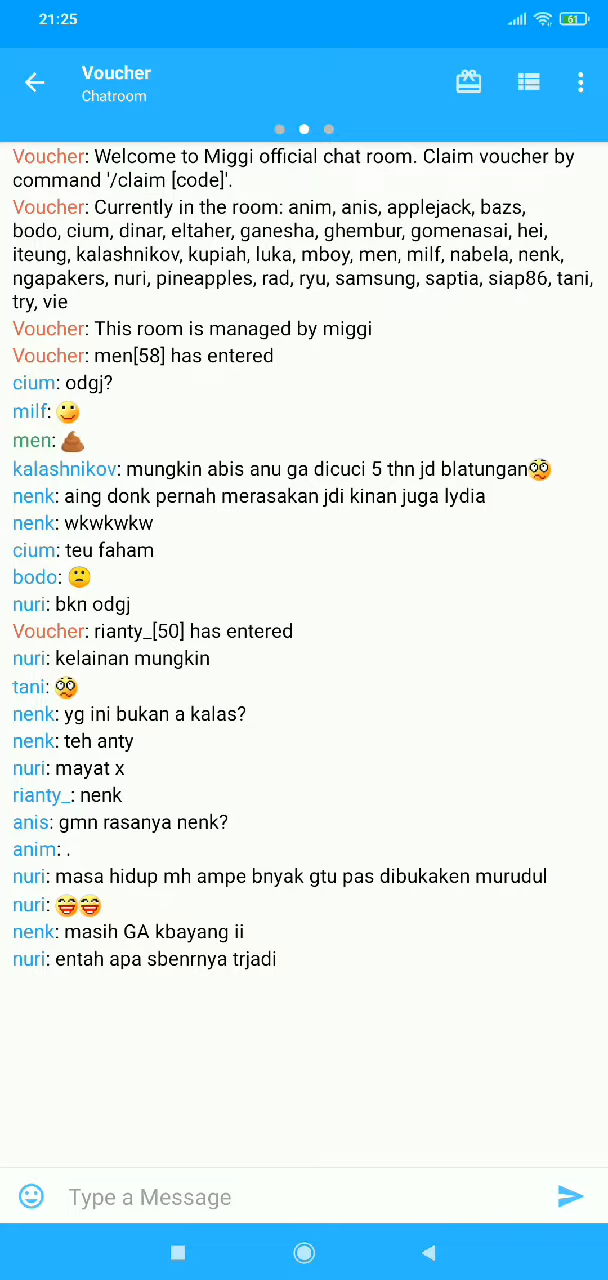 21:25
61
Voucher
Chatroom
Voucher: Welcome to Miggi official chat room. Claim voucher by
command '/claim [code]'.
Voucher: Currently in the room: anim, anis, applejack, bazs,
bodo, cium, dinar, eltaher, ganesha, ghembur, gomenasai, hei,
iteung, kalashnikov, kupiah, luka, mboy, men, milf, nabela, nenk,
ngapakers, nuri, pineapples, rad, ryu, samsung, saptia, siap86, tani,
try, vie
Voucher: This room is managed by miggi
Voucher: men[58] has entered
cium: odgj?
milf: 🙂
men: 💩
kalashnikov: mungkin abis anu ga dicuci 5 thn jd blatungan
nenk: aing donk pernah merasakan jdi kinan juga lydia
nenk: wkwkwkw
cium: teu faham
bodo: 🙁
nuri: bkn odgj
Voucher: rianty_[50] has entered
nuri: kelainan mungkin
tani:
nenk: yg ini bukan a kalas?
nenk: teh anty
nuri: mayat x
rianty_: nenk
anis: gmn rasanya nenk?
anim: .
nuri: masa hidup mh ampe bnyak gtu pas dibukaken murudul
nuri: 😆😆
nenk: masih GA kbayang ii
nuri: entah apa sbenrnya trjadi
Type a Message